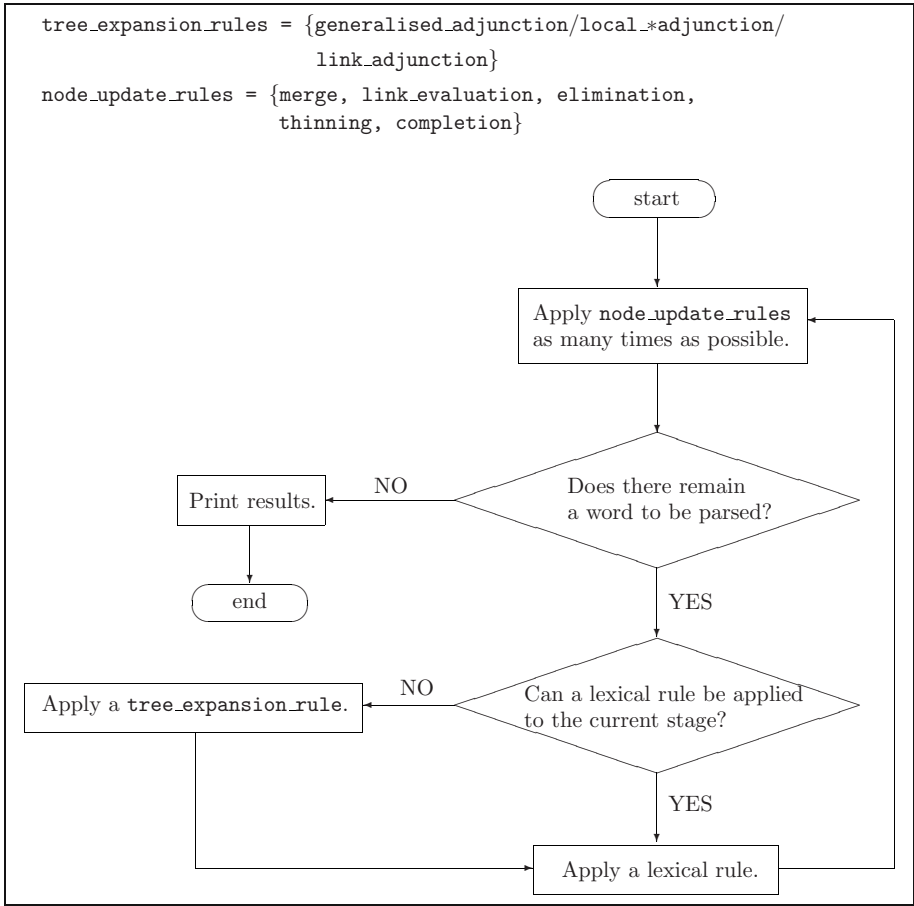 tree_expansion_rules = {generalised_adjunction/local_*adjunction/
link_adjunction}
node_update_rules = {merge, link_evaluation, elimination,
thinning, completion}
start
Apply node_update_rules
as many times as possible.
Does there remain
a word to be parsed?
NO
Print results.
end
YES
Can a lexical rule be applied
to the current stage?
NO
Apply a tree_expansion_rule.
YES
Apply a lexical rule.